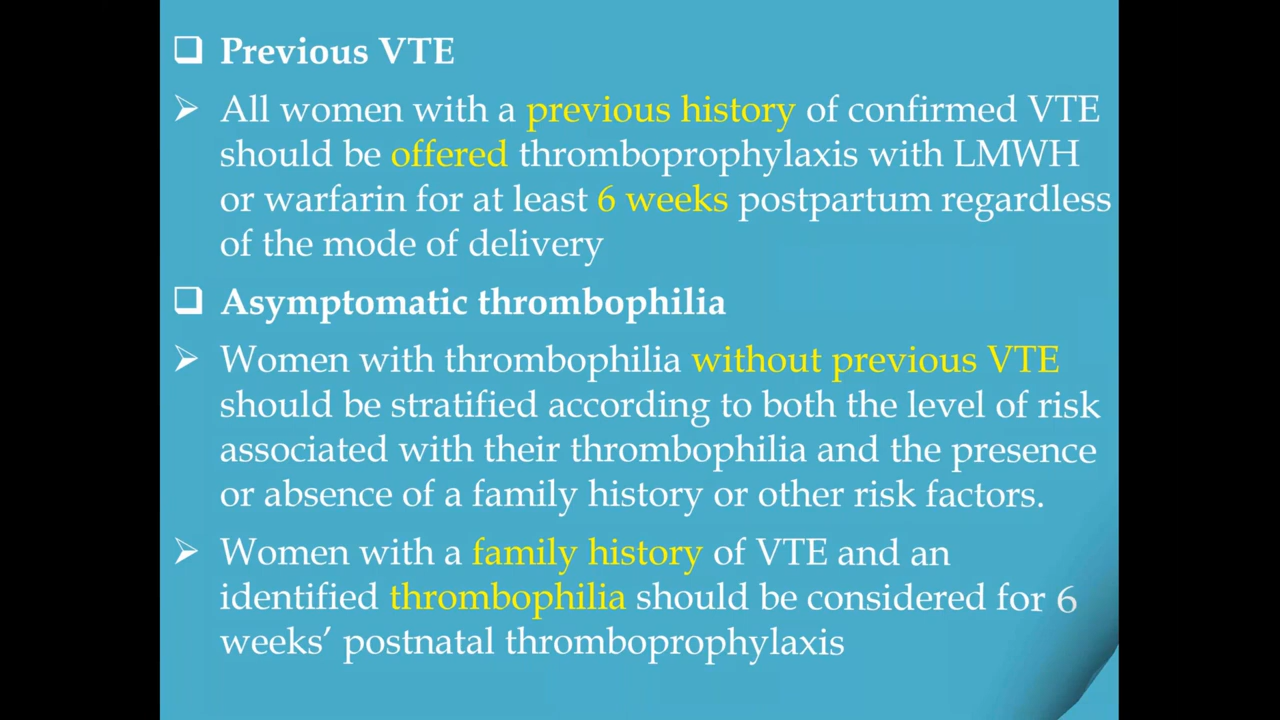 ❑ Previous VTE
➢ All women with a previous history of confirmed VTE
should be offered thromboprophylaxis with LMWH
or warfarin for at least 6 weeks postpartum regardless
of the mode of delivery
❑ Asymptomatic thrombophilia
➢ Women with thrombophilia without previous VTE
should be stratified according to both the level of risk
associated with their thrombophilia and the presence
or absence of a family history or other risk factors.
➢ Women with a family history of VTE and an
identified thrombophilia should be considered for 6
weeks’ postnatal thromboprophylaxis